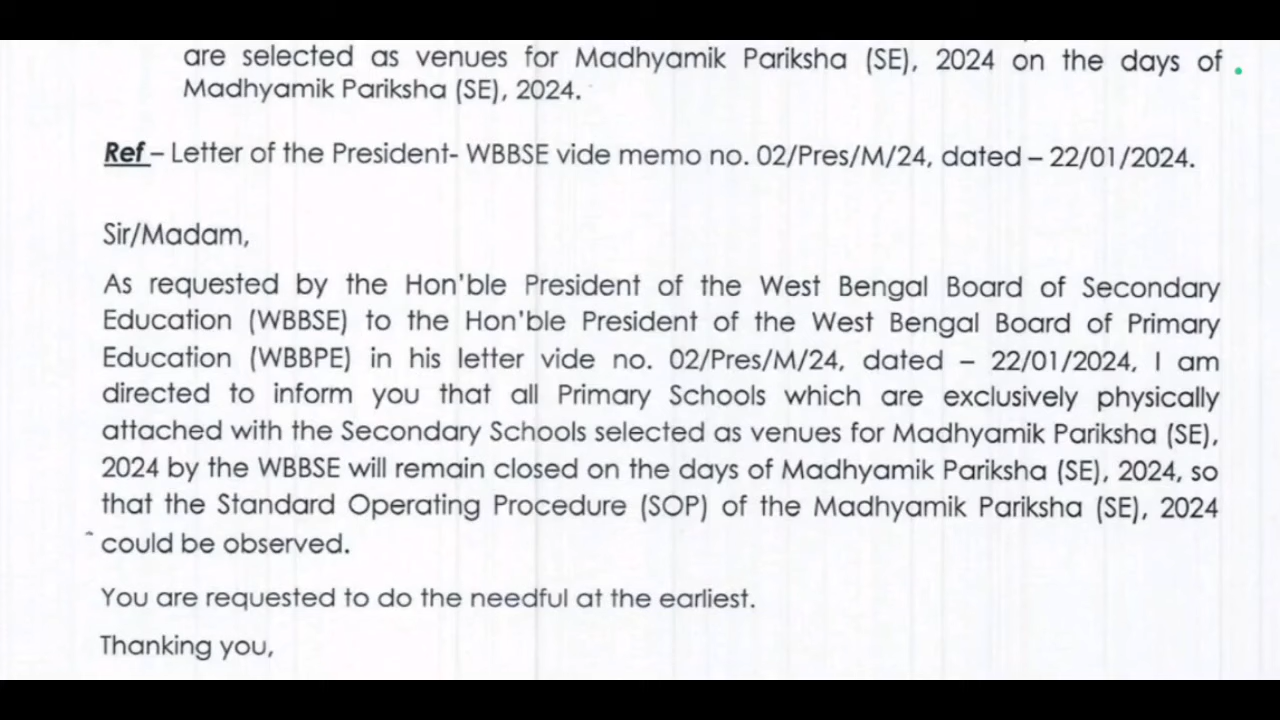 are selected as venues for Madhyamik Pariksha (SE), 2024 on the days of
Madhyamik Pariksha (SE), 2024.
Ref – Letter of the President- WBBSE vide memo no. 02/Pres/M/24, dated – 22/01/2024.
Sir/Madam,
As requested by the Hon'ble President of the West Bengal Board of Secondary
Education (WBBSE) to the Hon'ble President of the West Bengal Board of Primary
Education (WBBPE) in his letter vide no. 02/Pres/M/24, dated – 22/01/2024, I am
directed to inform you that all Primary Schools which are exclusively physically
attached with the Secondary Schools selected as venues for Madhyamik Pariksha (SE),
2024 by the WBBSE will remain closed on the days of Madhyamik Pariksha (SE), 2024, so
that the Standard Operating Procedure (SOP) of the Madhyamik Pariksha (SE), 2024
could be observed.
You are requested to do the needful at the earliest.
Thanking you,